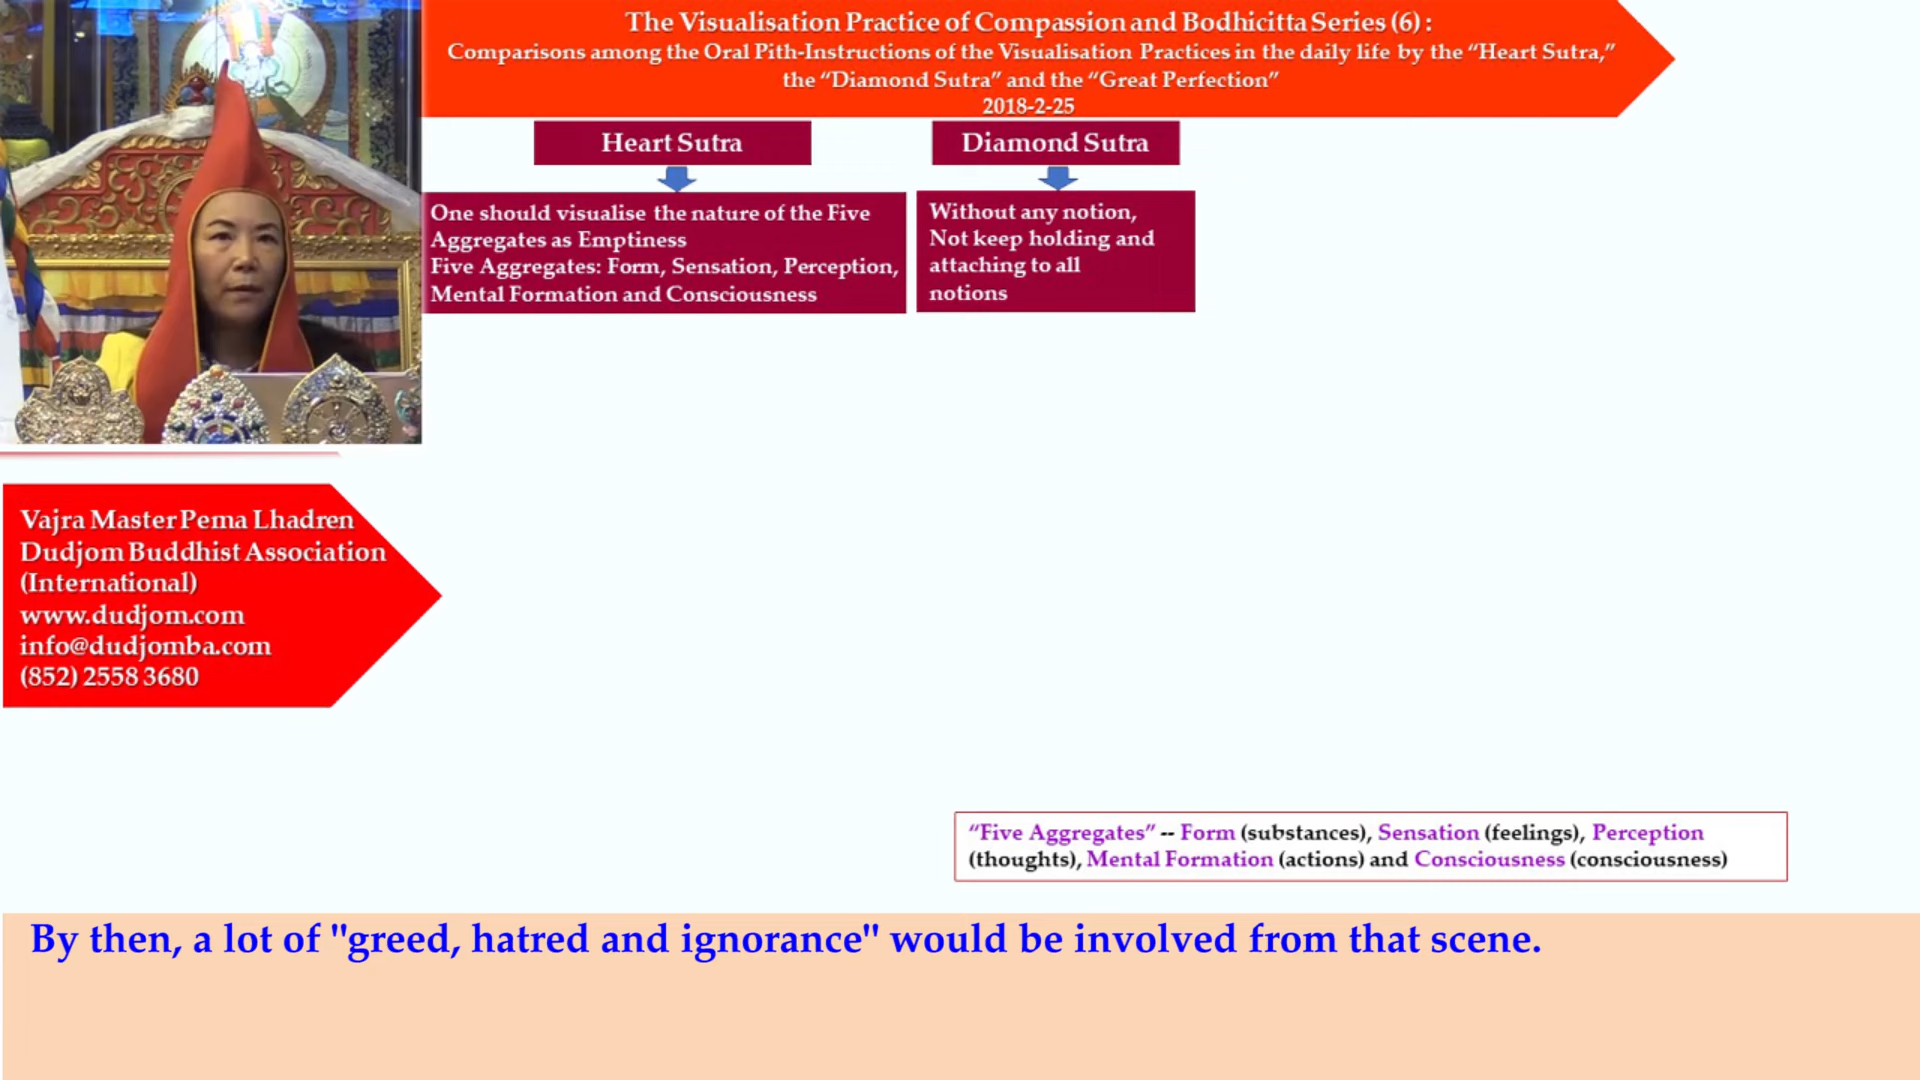 The Visualisation Practice of Compassion and Bodhicitta Series (6) :
Comparisons among the Oral Pith-Instructions of the Visualisation Practices in the daily life by the “Heart Sutra,”
the “Diamond Sutra” and the “Great Perfection”
2018-2-25
Heart Sutra
Diamond Sutra
One should visualise the nature of the Five
Aggregates as Emptiness
Five Aggregates: Form, Sensation, Perception,
Mental Formation and Consciousness
Without any notion,
Not keep holding and
attaching to all
notions
Vajra Master Pema Lhadren
Dudjom Buddhist Association
(International)
www.dudjom.com
info@dudjomba.com
(852) 2558 3680
“Five Aggregates” -- Form (substances), Sensation (feelings), Perception
(thoughts), Mental Formation (actions) and Consciousness (consciousness)
By then, a lot of "greed, hatred and ignorance" would be involved from that scene.